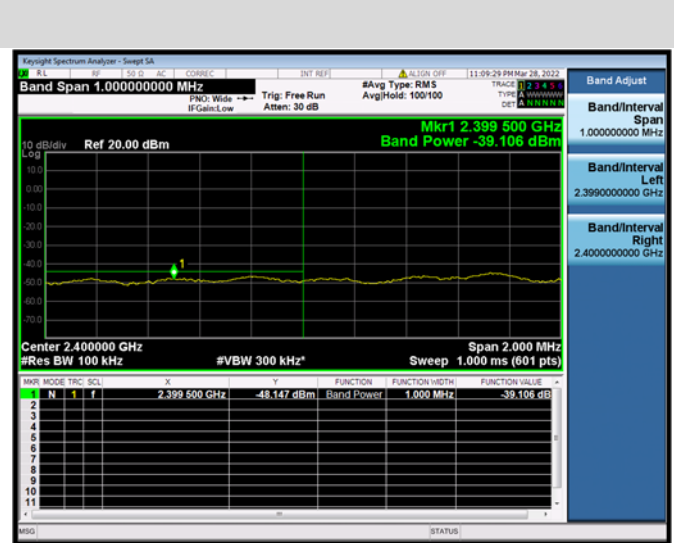 Keysight Spectrum Analyzer - Swept SA
RL RF 50 Ω AC CORREC INT REF ALIGN OFF 11:09:29 PM Mar 28, 2022
Band Span 1.000000000 MHz
PNO: Wide
IFGain:Low
Trig: Free Run
Atten: 30 dB
#Avg Type: RMS
Avg|Hold: 100/100
TRACE 1 2 3 4 5 6
TYPE A WWWWW
DET A N N N N N
Mkr1 2.399 500 GHz
Band Power -39.106 dBm
10 dB/div Ref 20.00 dBm
Log
10.0
0.00
-10.0
-20.0
-30.0
-40.0
-50.0
-60.0
-70.0
1
Center 2.400000 GHz Span 2.000 MHz
#Res BW 100 kHz #VBW 300 kHz* Sweep 1.000 ms (601 pts)
MKR MODE TRC SCL X Y FUNCTION FUNCTION WIDTH FUNCTION VALUE
1 N 1 f 2.399 500 GHz -48.147 dBm Band Power 1.000 MHz -39.106 dB
2
3
4
5
6
7
8
9
10
11
MSG STATUS
Band Adjust
Band/Interval
Span
1.000000000 MHz
Band/Interval
Left
2.3990000000 GHz
Band/Interval
Right
2.4000000000 GHz